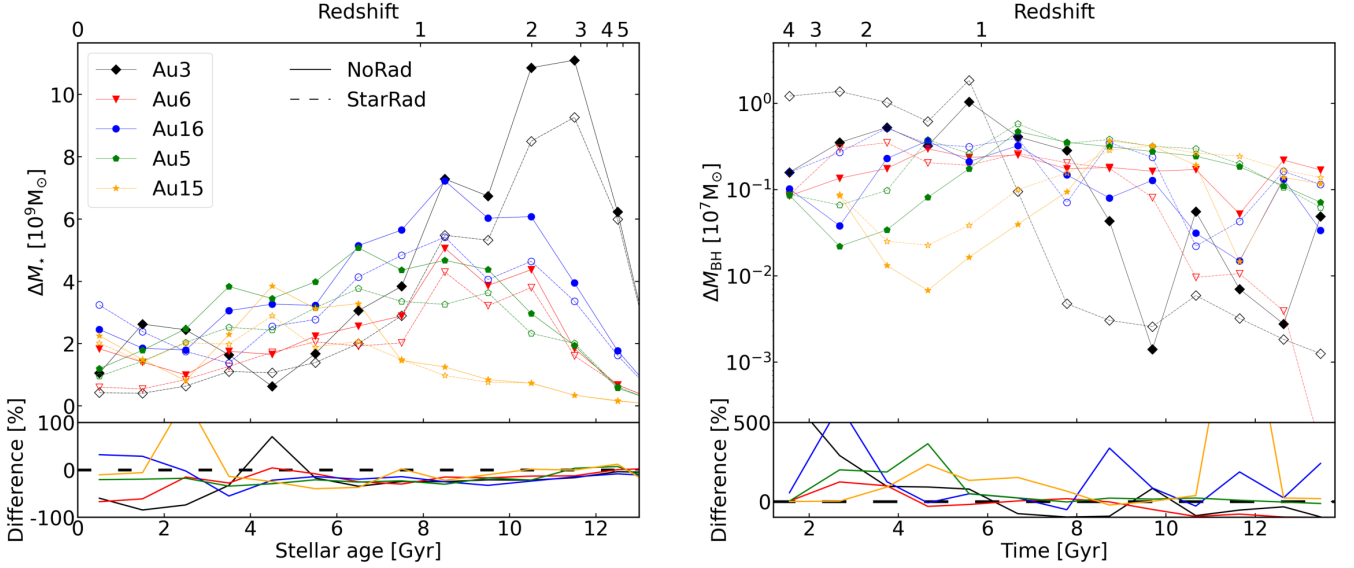 Redshift
0 1 2 3 4 5
ΔM⋆ [10⁹M⊙]
10
8
6
4
2
0
Au3
Au6
Au16
Au5
Au15
NoRad
StarRad
Difference [%]
100
0
-100
0 2 4 6 8 10 12
Stellar age [Gyr]
Redshift
4 3 2 1
ΔM_BH [10⁷M⊙]
10⁰
10⁻¹
10⁻²
10⁻³
Difference [%]
500
0
2 4 6 8 10 12
Time [Gyr]